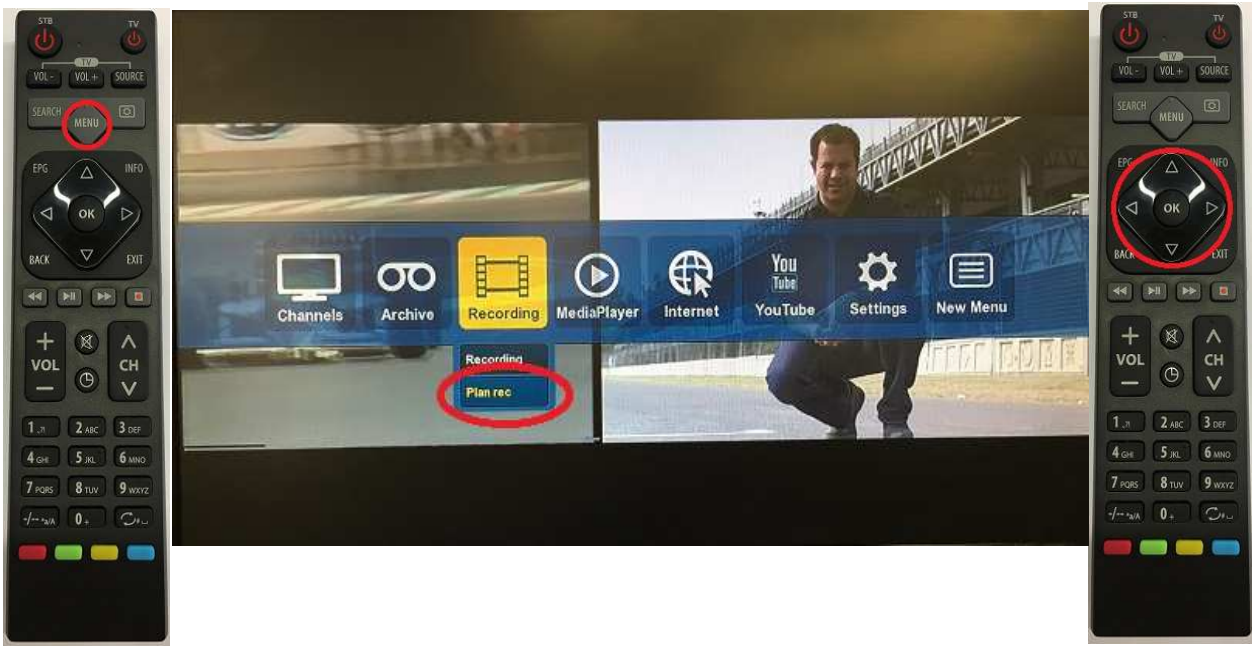 STB TV
TV
VOL - VOL + SOURCE
SEARCH MENU
EPG INFO
OK
BACK EXIT
+ ∧
VOL CH
− ∨
1 2 ABC 3 DEF
4 GHI 5 JKL 6 MNO
7 PQRS 8 TUV 9 WXYZ
-/-- *a/A 0 +
Channels Archive Recording MediaPlayer Internet You Tube YouTube Settings New Menu
Recording
Plan rec
STB TV
TV
VOL - VOL + SOURCE
SEARCH MENU
EPG INFO
OK
BACK EXIT
+ ∧
VOL CH
− ∨
1 2 ABC 3 DEF
4 GHI 5 JKL 6 MNO
7 PQRS 8 TUV 9 WXYZ
-/-- *a/A 0 +